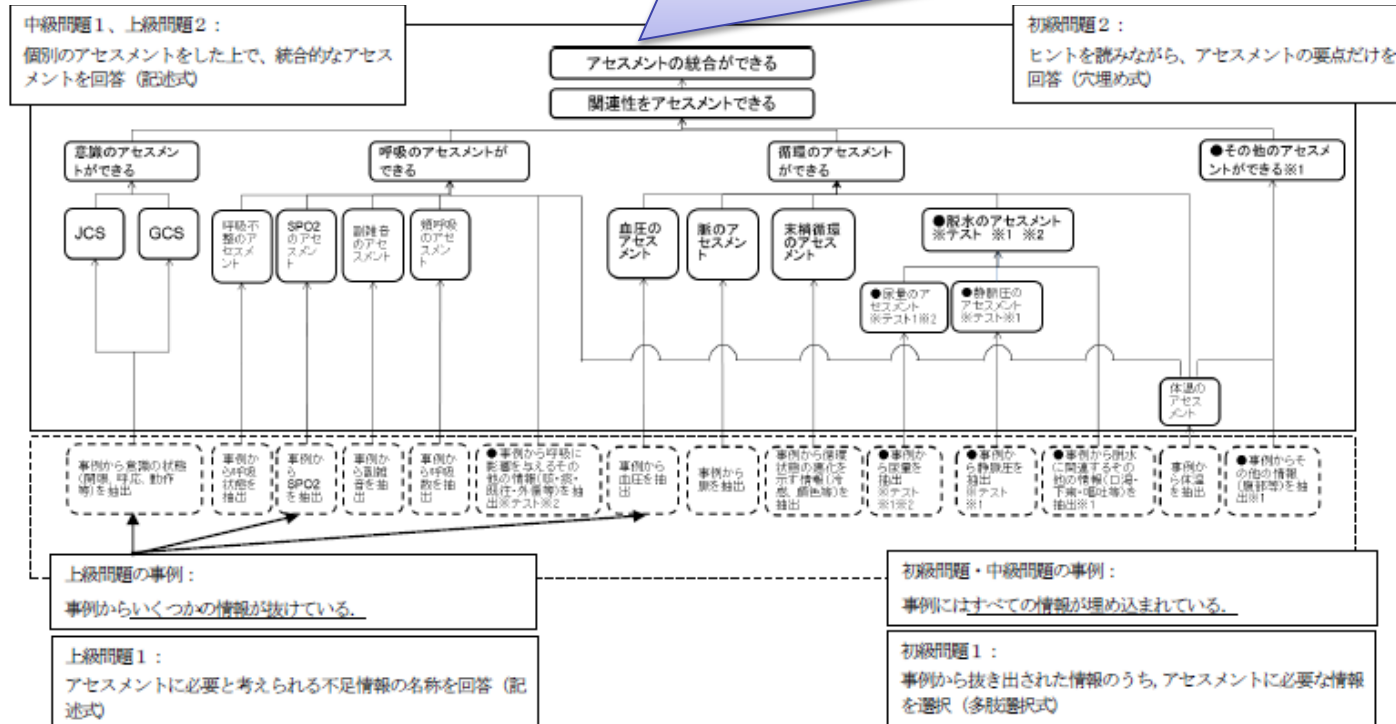 中級問題1、上級問題2:
個別のアセスメントをした上で、統合的なアセス
メントを回答(記述式)
初級問題2:
ヒントを読みながら、アセスメントの要点だけを
回答(穴埋め式)
アセスメントの統合ができる
関連性をアセスメントできる
意識のアセスメン
トができる
呼吸のアセスメントが
できる
循環のアセスメント
ができる
●その他のアセスメ
ントができる※1
JCS
GCS
呼吸不
整のア
セスメ
ント
SPO2
のアセ
スメン
ト
副雑音
のアセ
スメント
頻呼吸
のアセ
スメン
ト
血圧の
アセス
メント
脈のア
セスメン
ト
末梢循環
のアセス
メント
●脱水のアセスメント
※テスト ※1 ※2
●尿量のア
セスメント
※テスト1※2
●静脈圧の
アセスメント
※テスト※1
体温の
アセス
メント
事例から意識の状態
(開眼、呼応、動作
等)を抽出
事例か
ら呼吸
状態を
抽出
事例か
ら
SPO2
を抽出
事例か
ら副雑
音を抽
出
事例か
ら呼吸
数を抽
出
●事例から呼吸に
影響を与えるその
他の情報(咳・痰・
既往・外傷等)を抽
出※テスト※2
事例から
血圧を抽
出
事例から
脈を抽出
事例から循環
状態の悪化を
示す情報(冷
感、顔色等)を
抽出
●事例か
ら尿量を
抽出
※テスト
※1※2
●事例か
ら静脈圧を
抽出
※テスト
※1
●事例から脱水
に関連するその
他の情報(口渇・
下痢・嘔吐等)を
抽出※1
事例か
ら体温
を抽出
●事例からそ
の他の情報
(腹部等)を抽
出※1
上級問題の事例:
事例からいくつかの情報が抜けている.
初級問題・中級問題の事例:
事例にはすべての情報が埋め込まれている.
上級問題1:
アセスメントに必要と考えられる不足情報の名称を回答(記
述式)
初級問題1:
事例から抜き出された情報のうち,アセスメントに必要な情報
を選択(多肢選択式)